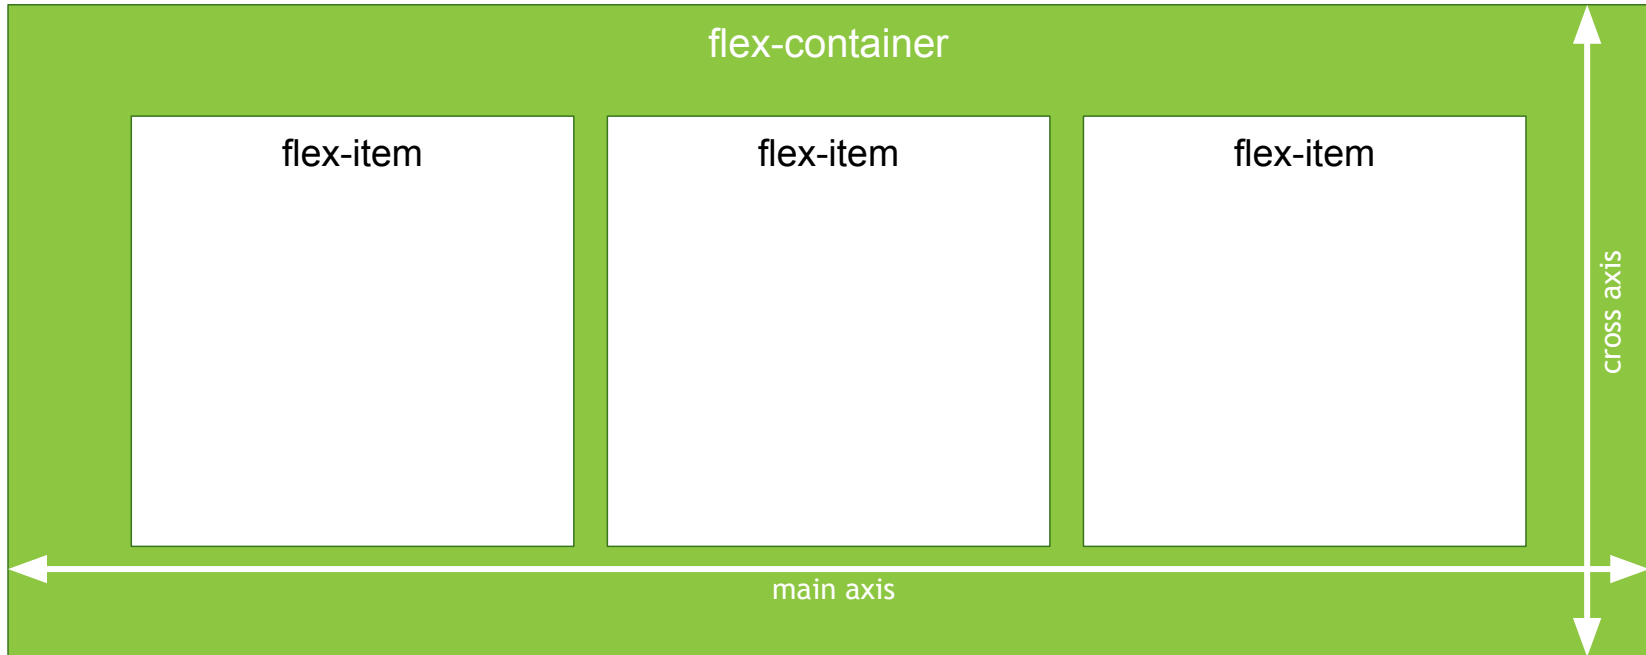 flex-container
flex-item
flex-item
flex-item
cross axis
main axis